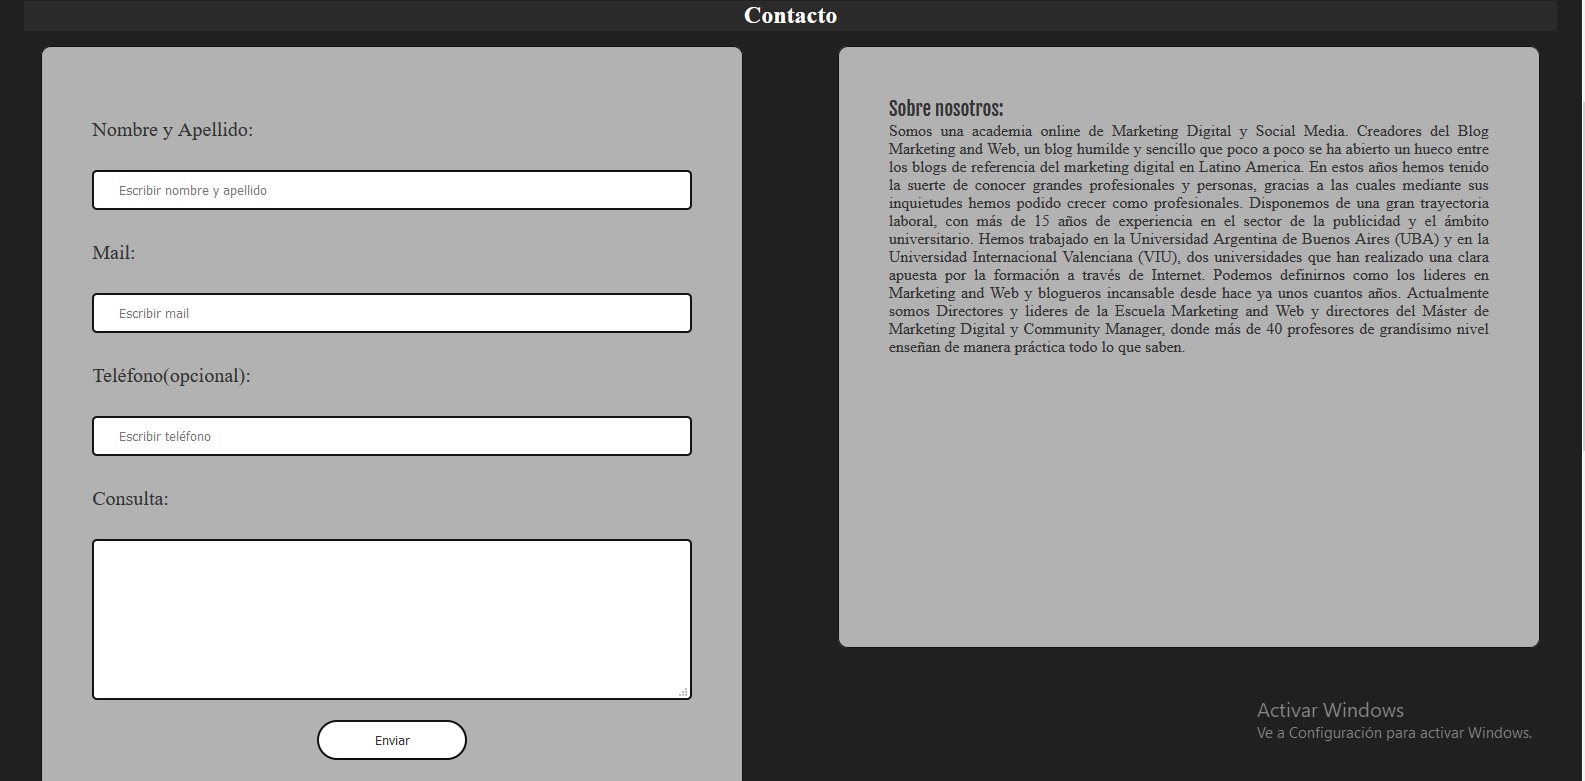 Contacto
Nombre y Apellido:
Escribir nombre y apellido
Mail:
Escribir mail
Teléfono(opcional):
Escribir teléfono
Consulta:
Enviar
Sobre nosotros:
Somos una academia online de Marketing Digital y Social Media. Creadores del Blog
Marketing and Web, un blog humilde y sencillo que poco a poco se ha abierto un hueco entre
los blogs de referencia del marketing digital en Latino America. En estos años hemos tenido
la suerte de conocer grandes profesionales y personas, gracias a las cuales mediante sus
inquietudes hemos podido crecer como profesionales. Disponemos de una gran trayectoria
laboral, con más de 15 años de experiencia en el sector de la publicidad y el ámbito
universitario. Hemos trabajado en la Universidad Argentina de Buenos Aires (UBA) y en la
Universidad Internacional Valenciana (VIU), dos universidades que han realizado una clara
apuesta por la formación a través de Internet. Podemos definirnos como los lideres en
Marketing and Web y blogueros incansable desde hace ya unos cuantos años. Actualmente
somos Directores y lideres de la Escuela Marketing and Web y directores del Máster de
Marketing Digital y Community Manager, donde más de 40 profesores de grandísimo nivel
enseñan de manera práctica todo lo que saben.
Activar Windows
Ve a Configuración para activar Windows.